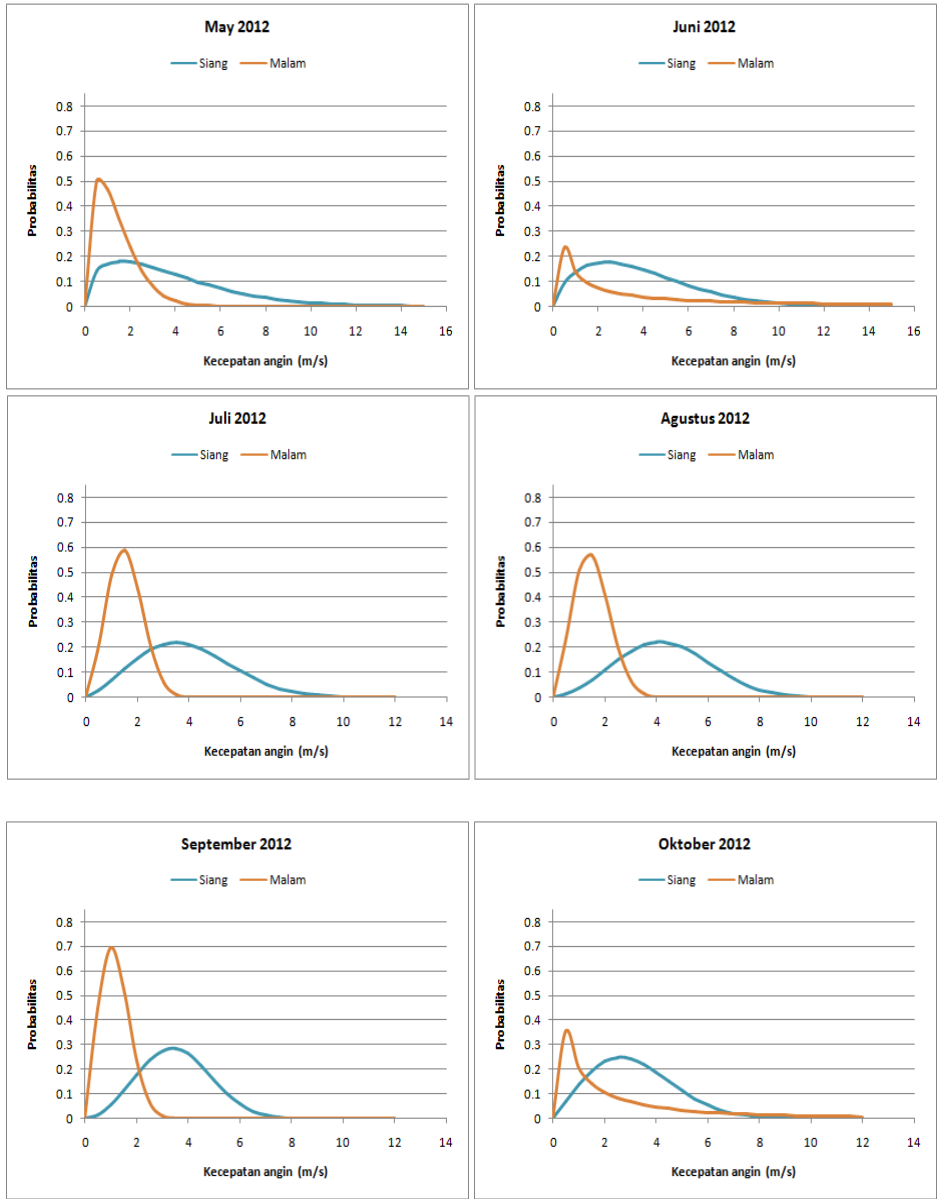 May 2012
Siang Malam
0.8
0.7
0.6
0.5
0.4
0.3
0.2
0.1
0
Probabilitas
0 2 4 6 8 10 12 14 16
Kecepatan angin (m/s)
Juni 2012
Siang Malam
0.8
0.7
0.6
0.5
0.4
0.3
0.2
0.1
0
Probabilitas
0 2 4 6 8 10 12 14 16
Kecepatan angin (m/s)
Juli 2012
Siang Malam
0.8
0.7
0.6
0.5
0.4
0.3
0.2
0.1
0
Probabilitas
0 2 4 6 8 10 12 14
Kecepatan angin (m/s)
Agustus 2012
Siang Malam
0.8
0.7
0.6
0.5
0.4
0.3
0.2
0.1
0
Probabilitas
0 2 4 6 8 10 12 14
Kecepatan angin (m/s)
September 2012
Siang Malam
0.8
0.7
0.6
0.5
0.4
0.3
0.2
0.1
0
Probabilitas
0 2 4 6 8 10 12 14
Kecepatan angin (m/s)
Oktober 2012
Siang Malam
0.8
0.7
0.6
0.5
0.4
0.3
0.2
0.1
0
Probabilitas
0 2 4 6 8 10 12 14
Kecepatan angin (m/s)